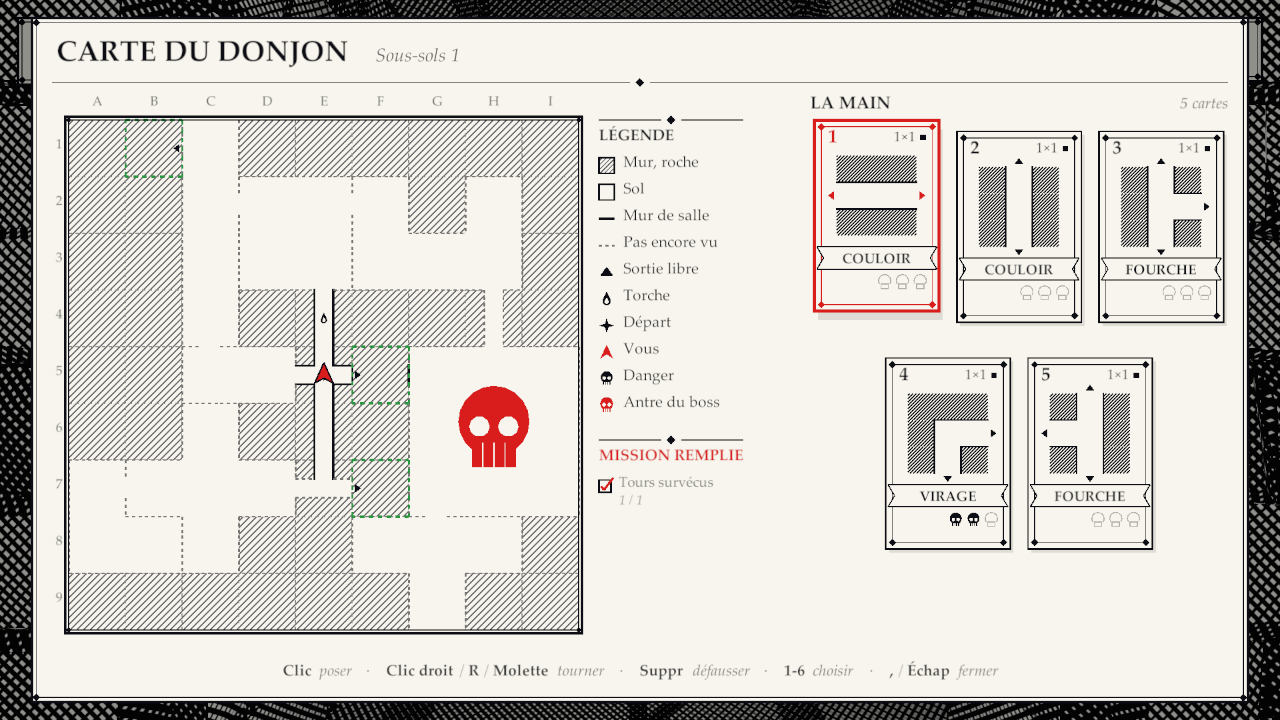 CARTE DU DONJON Sous-sols 1
A B C D E F G H I
1
2
3
4
5
6
7
8
9
LÉGENDE
Mur, roche
Sol
Mur de salle
Pas encore vu
Sortie libre
Torche
Départ
Vous
Danger
Antre du boss
MISSION REMPLIE
Tours survécus
1 / 1
LA MAIN 5 cartes
1 1×1
COULOIR
2 1×1
COULOIR
3 1×1
FOURCHE
4 1×1
VIRAGE
5 1×1
FOURCHE
Clic poser · Clic droit / R / Molette tourner · Suppr défausser · 1-6 choisir · , / Échap fermer